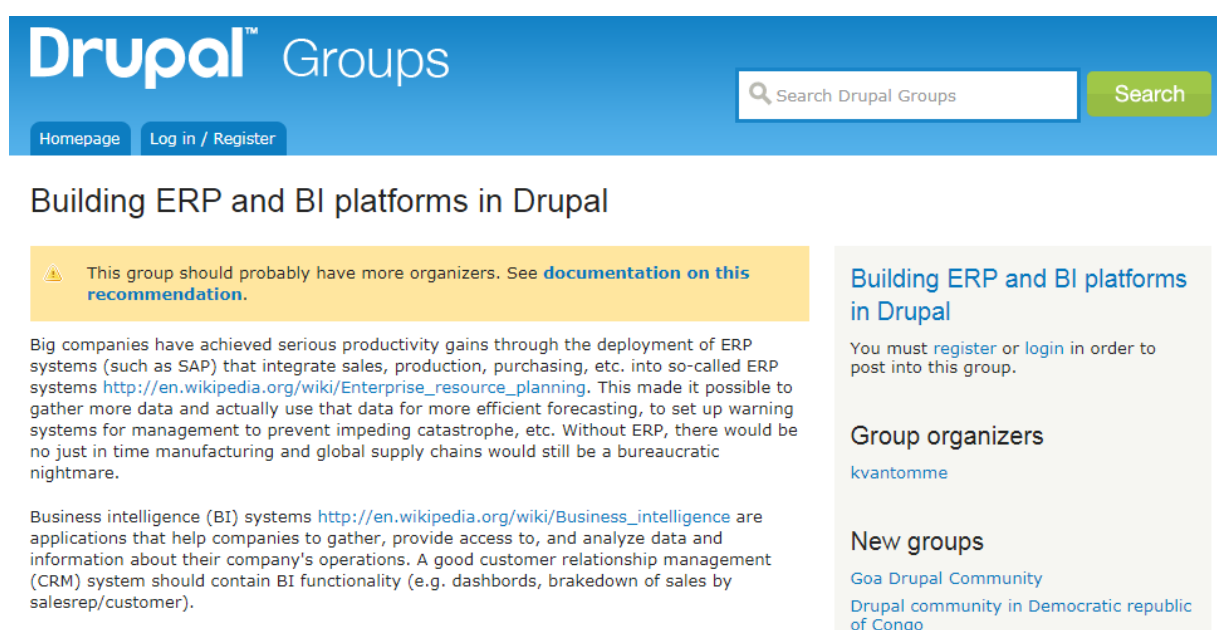 Drupal™ Groups
Search Drupal Groups
Search
Homepage
Log in / Register
Building ERP and BI platforms in Drupal
This group should probably have more organizers. See documentation on this
recommendation.
Big companies have achieved serious productivity gains through the deployment of ERP
systems (such as SAP) that integrate sales, production, purchasing, etc. into so-called ERP
systems http://en.wikipedia.org/wiki/Enterprise_resource_planning. This made it possible to
gather more data and actually use that data for more efficient forecasting, to set up warning
systems for management to prevent impeding catastrophe, etc. Without ERP, there would be
no just in time manufacturing and global supply chains would still be a bureaucratic
nightmare.
Business intelligence (BI) systems http://en.wikipedia.org/wiki/Business_intelligence are
applications that help companies to gather, provide access to, and analyze data and
information about their company's operations. A good customer relationship management
(CRM) system should contain BI functionality (e.g. dashbords, brakedown of sales by
salesrep/customer).
Building ERP and BI platforms
in Drupal
You must register or login in order to
post into this group.
Group organizers
kvantomme
New groups
Goa Drupal Community
Drupal community in Democratic republic
of Congo